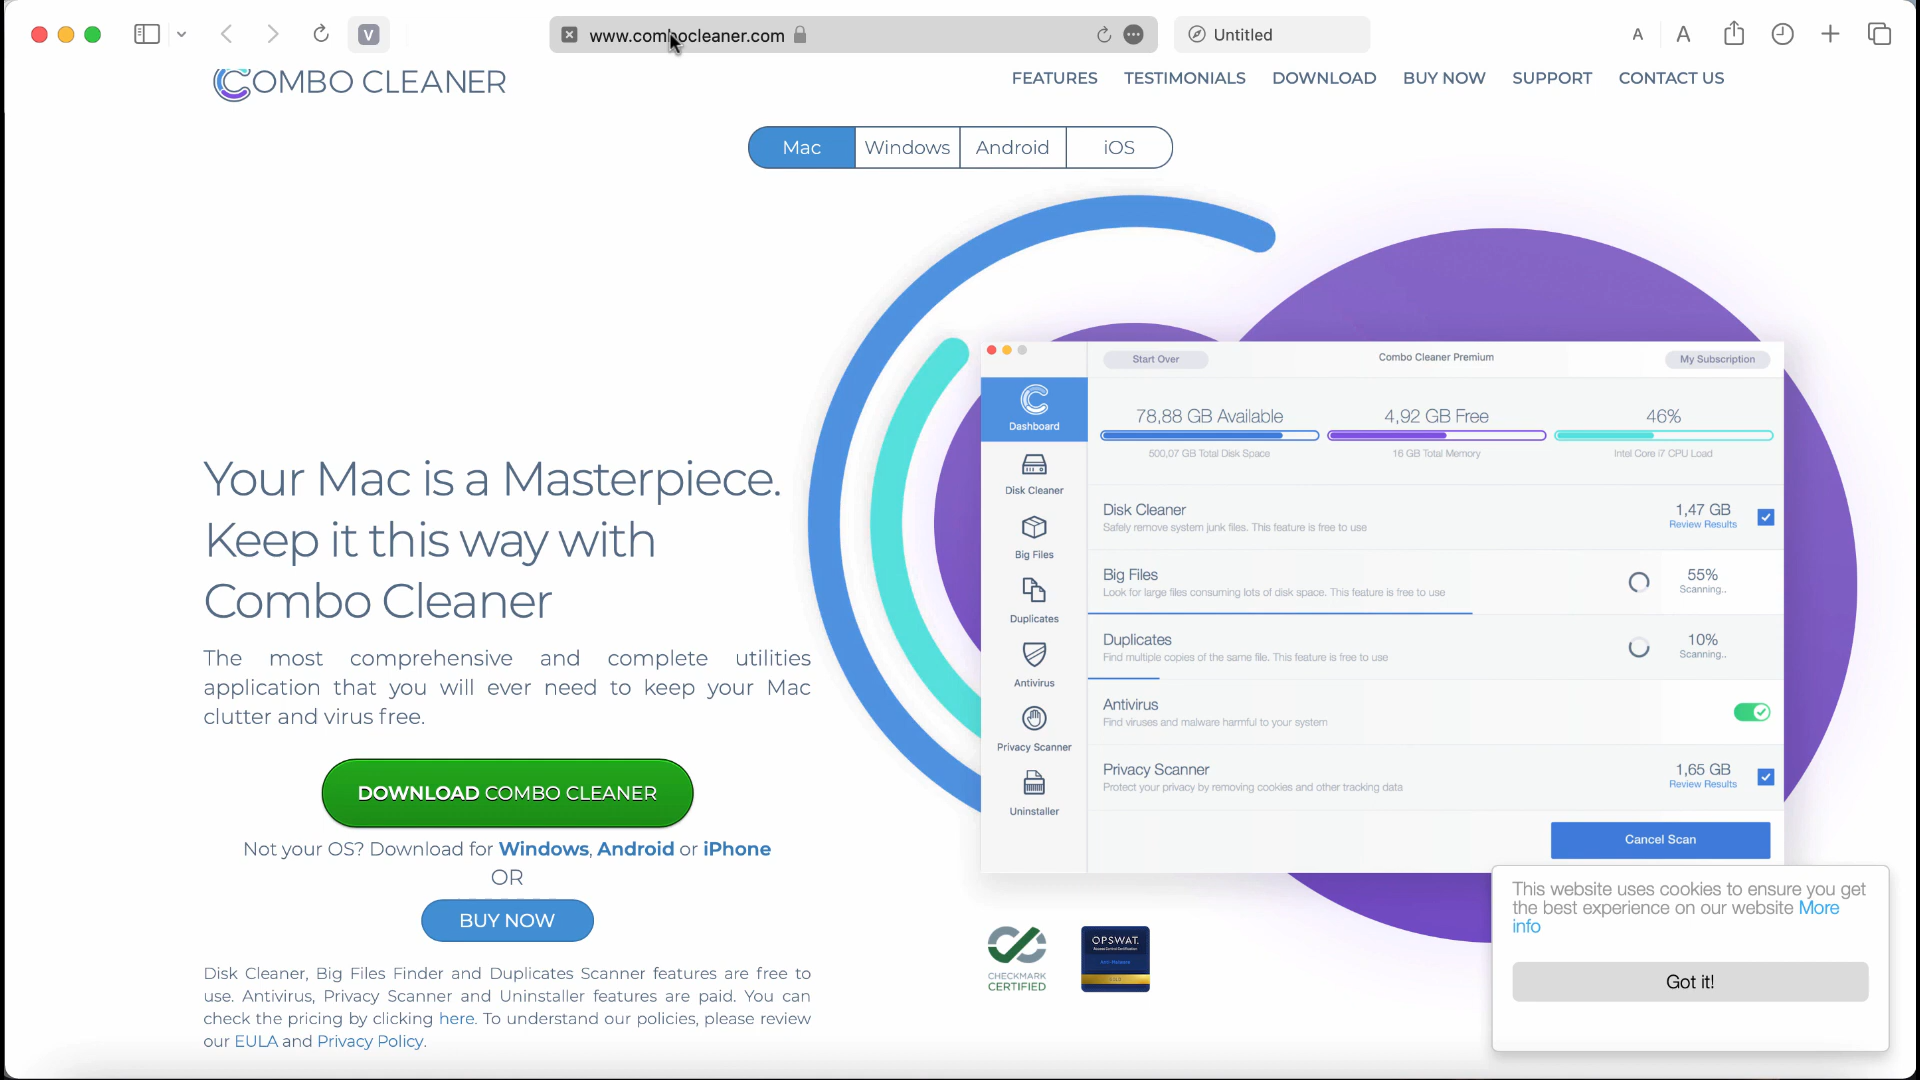 V
www.combocleaner.com
Untitled
A
A
COMBO CLEANER
FEATURES
TESTIMONIALS
DOWNLOAD
BUY NOW
SUPPORT
CONTACT US
Mac
Windows
Android
iOS
Your Mac is a Masterpiece.
Keep it this way with
Combo Cleaner
The most comprehensive and complete utilities
application that you will ever need to keep your Mac
clutter and virus free.
DOWNLOAD COMBO CLEANER
Not your OS? Download for Windows, Android or iPhone
OR
BUY NOW
Disk Cleaner, Big Files Finder and Duplicates Scanner features are free to
use. Antivirus, Privacy Scanner and Uninstaller features are paid. You can
check the pricing by clicking here. To understand our policies, please review
our EULA and Privacy Policy.
Start Over
Combo Cleaner Premium
My Subscription
Dashboard
Disk Cleaner
Big Files
Duplicates
Antivirus
Privacy Scanner
Uninstaller
78,88 GB Available
500,07 GB Total Disk Space
4,92 GB Free
16 GB Total Memory
46%
Intel Core i7 CPU Load
Disk Cleaner
Safely remove system junk files. This feature is free to use
1,47 GB
Review Results
Big Files
Look for large files consuming lots of disk space. This feature is free to use
55%
Scanning..
Duplicates
Find multiple copies of the same file. This feature is free to use
10%
Scanning..
Antivirus
Find viruses and malware harmful to your system
Privacy Scanner
Protect your privacy by removing cookies and other tracking data
1,65 GB
Review Results
Cancel Scan
CHECKMARK
CERTIFIED
OPSWAT.
Anti-Malware
This website uses cookies to ensure you get
the best experience on our website More
info
Got it!